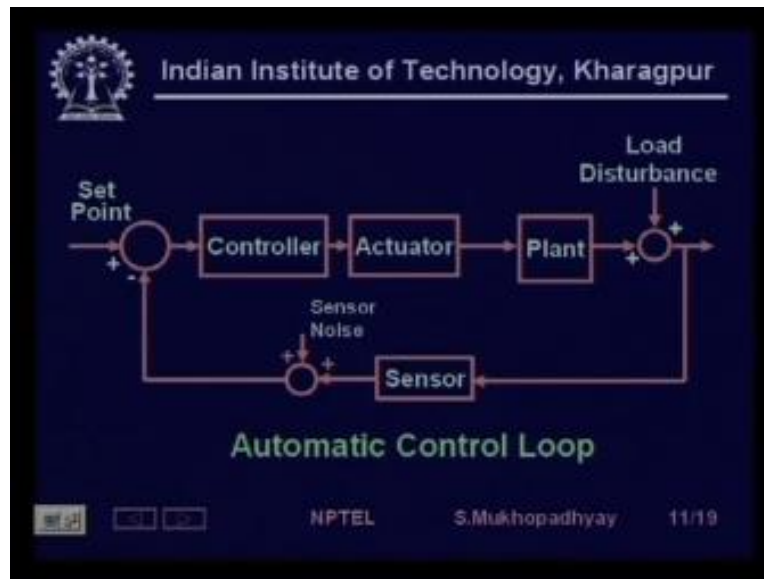 Indian Institute of Technology, Kharagpur
Load
Disturbance
Set
Point
+
-
Controller
Actuator
Plant
+
+
Sensor
Noise
+
+
Sensor
Automatic Control Loop
NPTEL
S.Mukhopadhyay
11/19